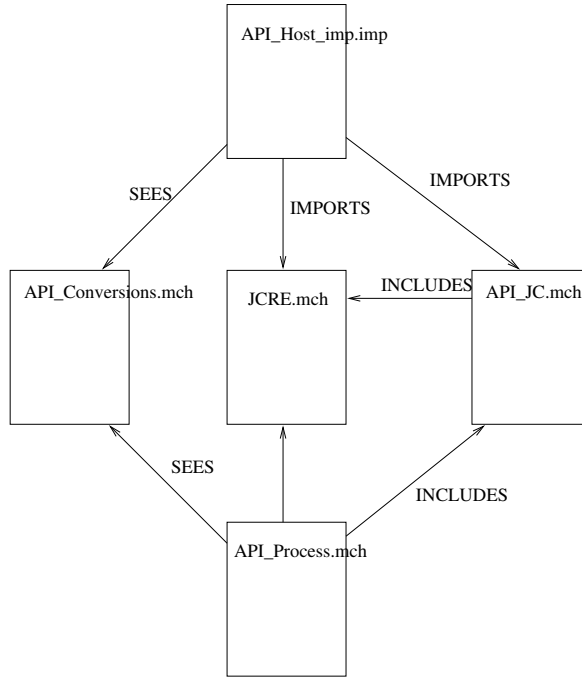 API_Host_imp.imp
SEES
IMPORTS
IMPORTS
API_Conversions.mch
JCRE.mch
INCLUDES
API_JC.mch
SEES
INCLUDES
API_Process.mch